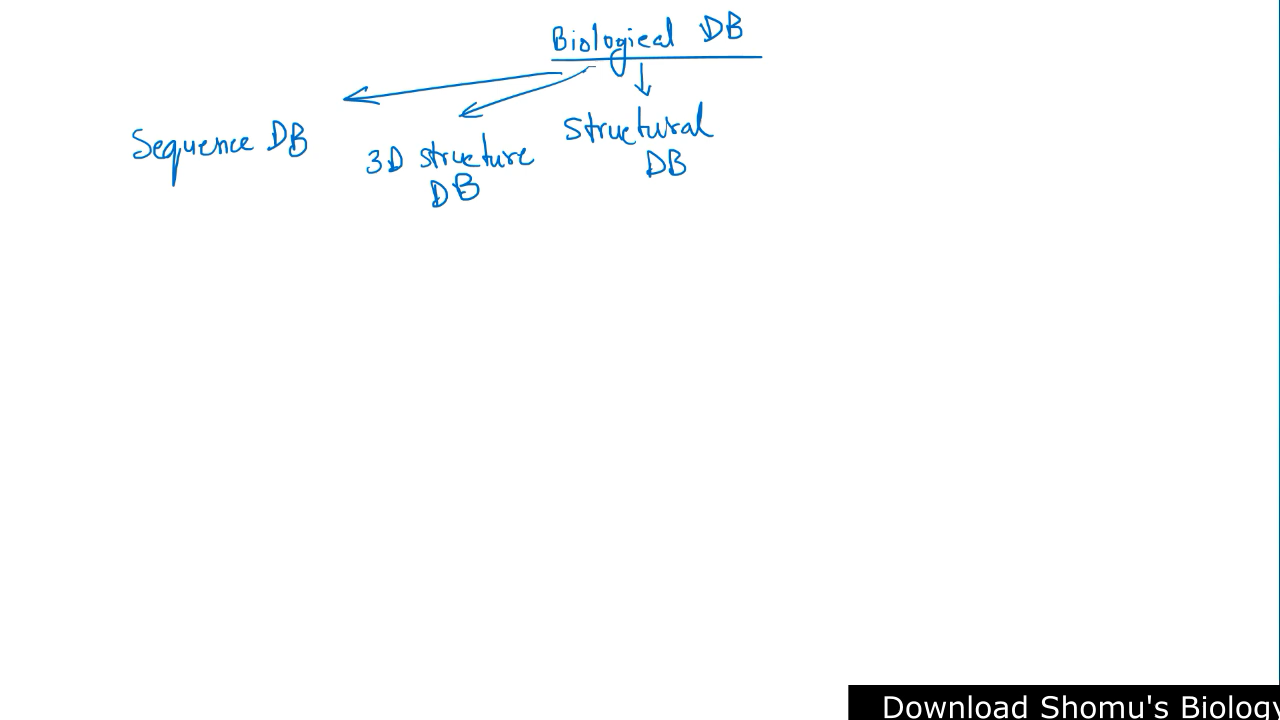 Biological DB
Sequence DB
3D structure
DB
Structural
DB
Download Shomu's Biology